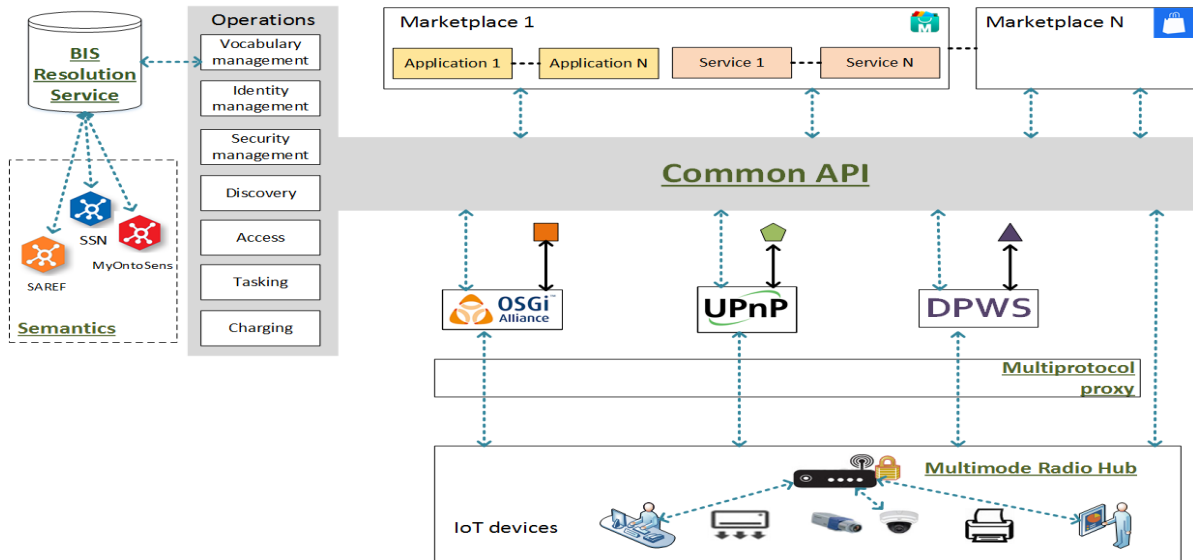 BIS
Resolution
Service
Semantics
SAREF
SSN
MyOntoSens
Operations
Vocabulary
management
Identity
management
Security
management
Discovery
Access
Tasking
Charging
Marketplace 1
Application 1
Application N
Service 1
Service N
M
Marketplace N
Common API
OSGi™
Alliance
UPnP
DPWS
Multiprotocol
proxy
Multimode Radio Hub
IoT devices